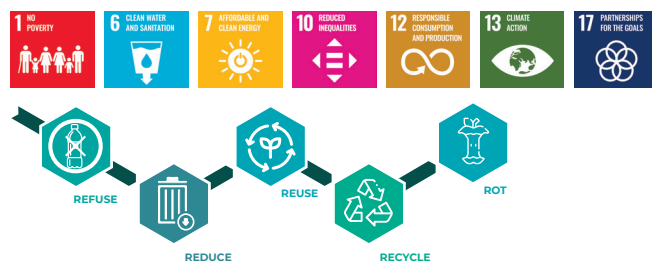 1 NO POVERTY
6 CLEAN WATER AND SANITATION
7 AFFORDABLE AND CLEAN ENERGY
10 REDUCED INEQUALITIES
12 RESPONSIBLE CONSUMPTION AND PRODUCTION
13 CLIMATE ACTION
17 PARTNERSHIPS FOR THE GOALS
REFUSE
REDUCE
REUSE
RECYCLE
ROT